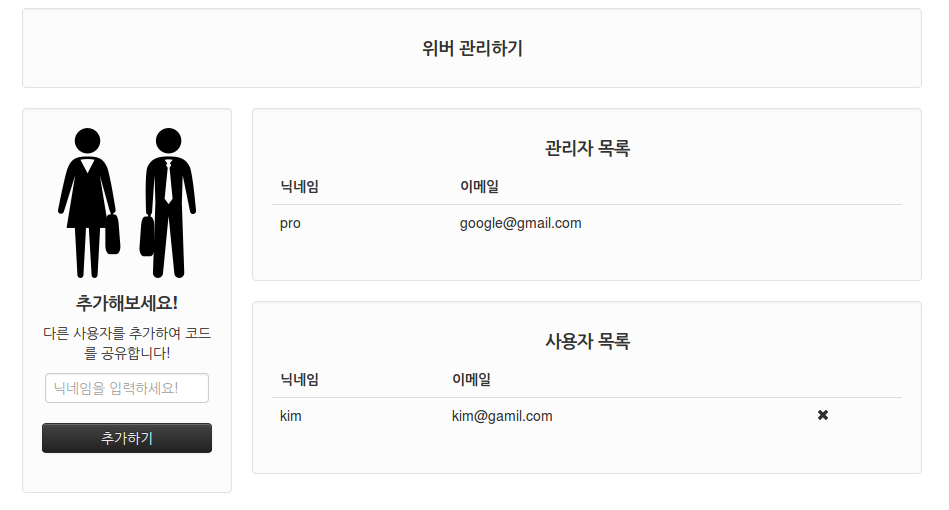 위버 관리하기
추가해보세요!
다른 사용자를 추가하여 코드
를 공유합니다!
닉네임을 입력하세요!
추가하기
관리자 목록
닉네임 이메일
pro google@gmail.com
사용자 목록
닉네임 이메일
kim kim@gamil.com ✖